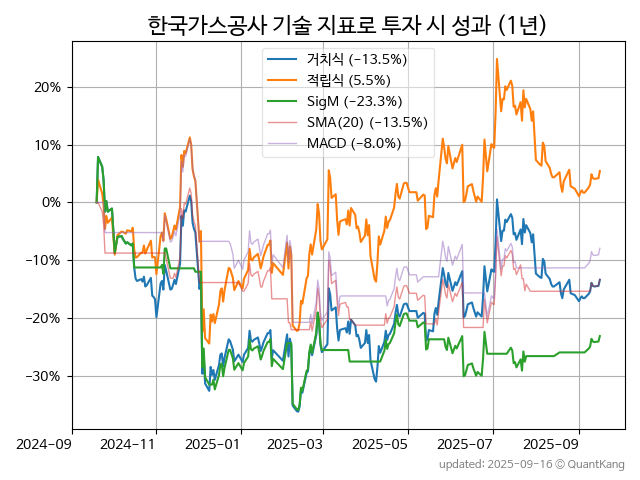 한국가스공사 기술 지표로 투자 시 성과 (1년)
거치식 (−13.5%)
적립식 (5.5%)
SigM (−23.3%)
SMA(20) (−13.5%)
MACD (−8.0%)
20%
10%
0%
−10%
−20%
−30%
2024-09 2024-11 2025-01 2025-03 2025-05 2025-07 2025-09
updated: 2025-09-16 © QuantKang